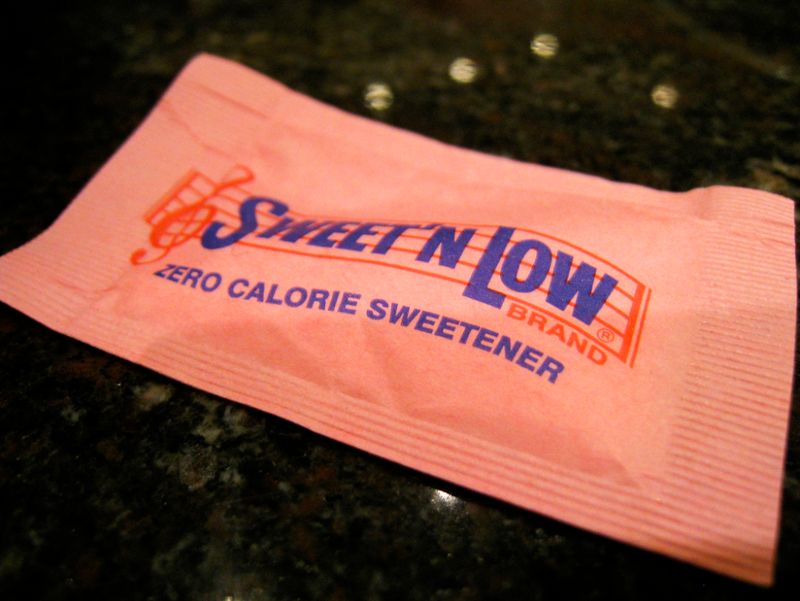 SWEET'N LOW®
BRAND
ZERO CALORIE SWEETENER